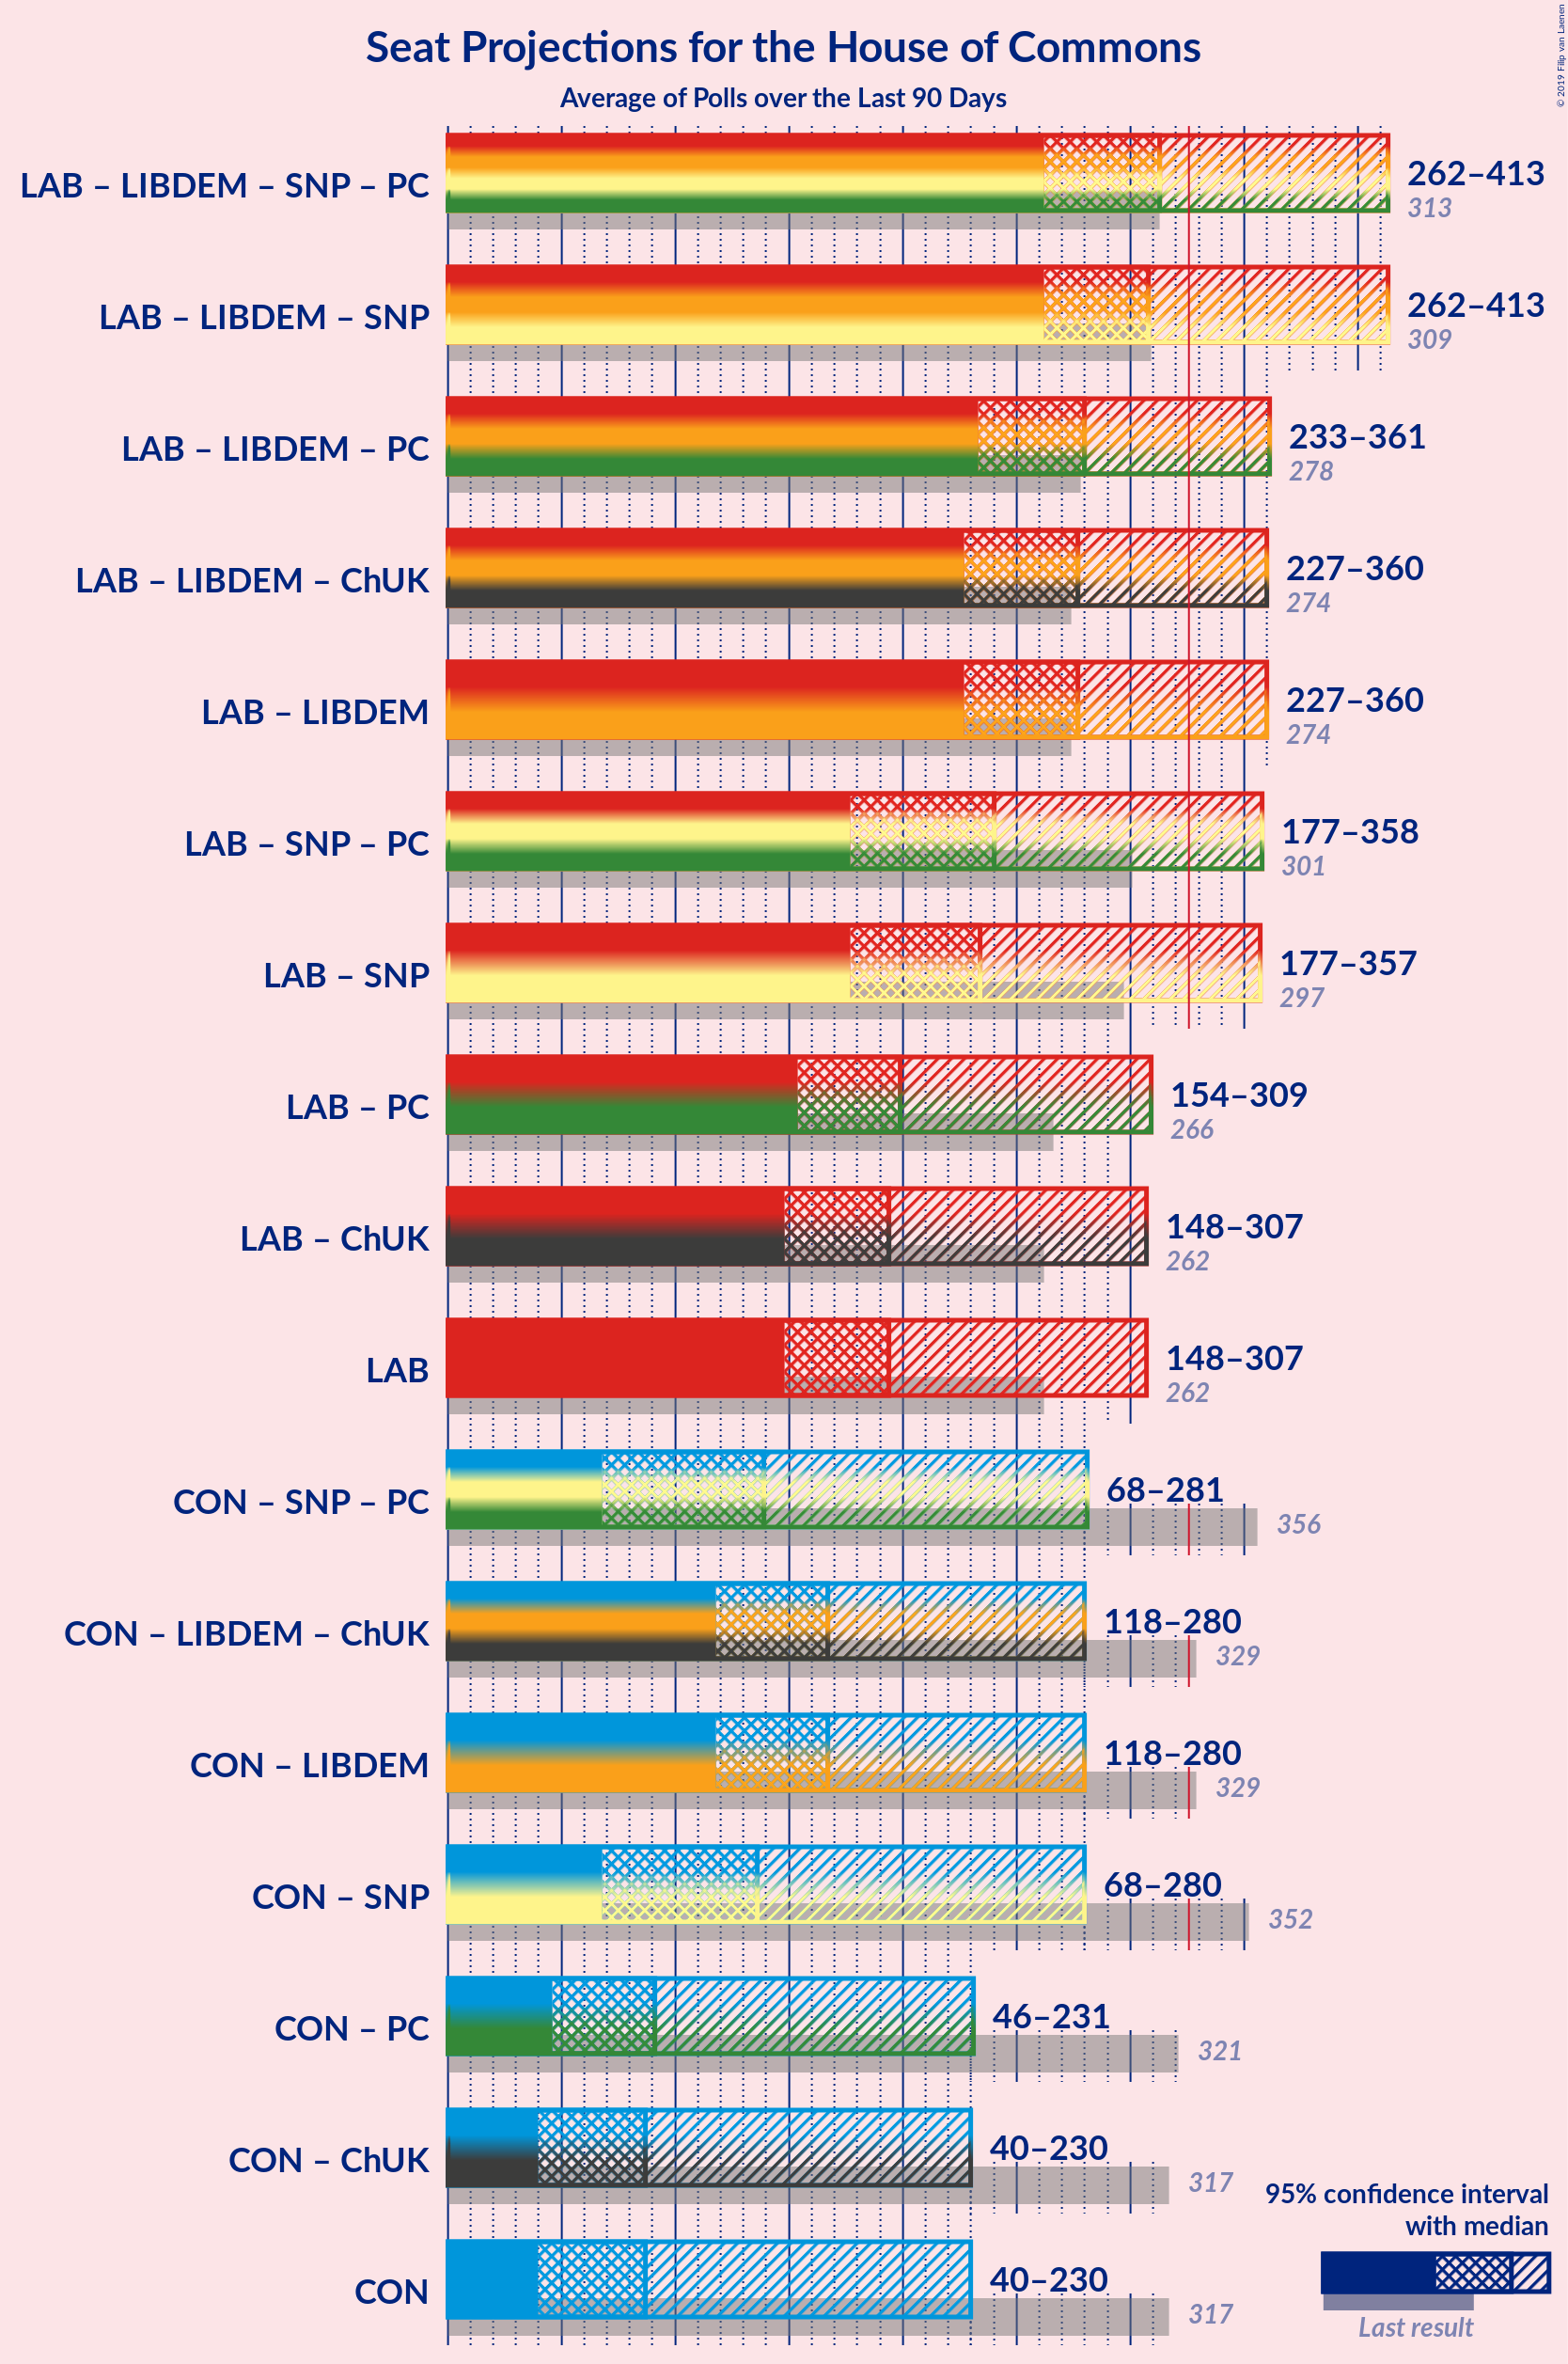 © 2019 Filip van Laenen
Seat Projections for the House of Commons
Average of Polls over the Last 90 Days
LAB – LIBDEM – SNP – PC
262–413
313
LAB – LIBDEM – SNP
262–413
309
LAB – LIBDEM – PC
233–361
278
LAB – LIBDEM – ChUK
227–360
274
LAB – LIBDEM
227–360
274
LAB – SNP – PC
177–358
301
LAB – SNP
177–357
297
LAB – PC
154–309
266
LAB – ChUK
148–307
262
LAB
148–307
262
CON – SNP – PC
68–281
356
CON – LIBDEM – ChUK
118–280
329
CON – LIBDEM
118–280
329
CON – SNP
68–280
352
CON – PC
46–231
321
CON – ChUK
40–230
317
CON
40–230
317
95% confidence interval
with median
Last result